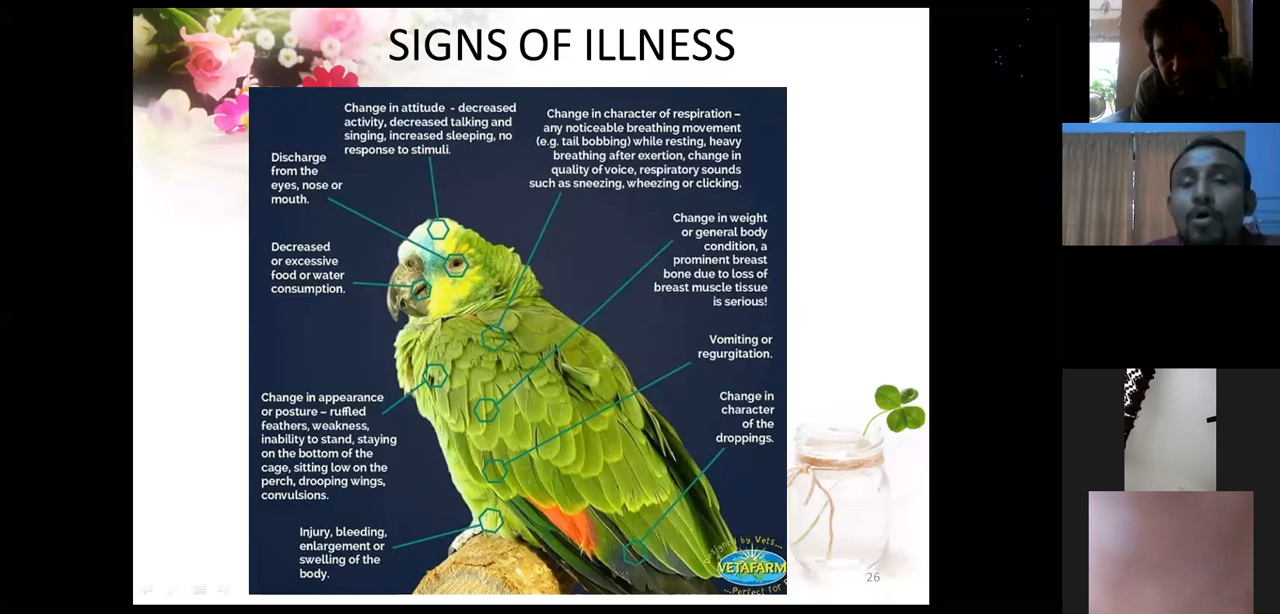 SIGNS OF ILLNESS
Change in attitude - decreased
activity, decreased talking and
singing, increased sleeping, no
response to stimuli.
Change in character of respiration –
any noticeable breathing movement
(e.g. tail bobbing) while resting, heavy
breathing after exertion, change in
quality of voice, respiratory sounds
such as sneezing, wheezing or clicking.
Discharge
from the
eyes, nose or
mouth.
Change in weight
or general body
condition, a
prominent breast
bone due to loss of
breast muscle tissue
is serious!
Decreased
or excessive
food or water
consumption.
Vomiting or
regurgitation.
Change in appearance
or posture – ruffled
feathers, weakness,
inability to stand, staying
on the bottom of the
cage, sitting low on the
perch, drooping wings,
convulsions.
Change in
character
of the
droppings.
Injury, bleeding,
enlargement or
swelling of the
body.
Designed by Vets...
VETAFARM
...Perfect for
26